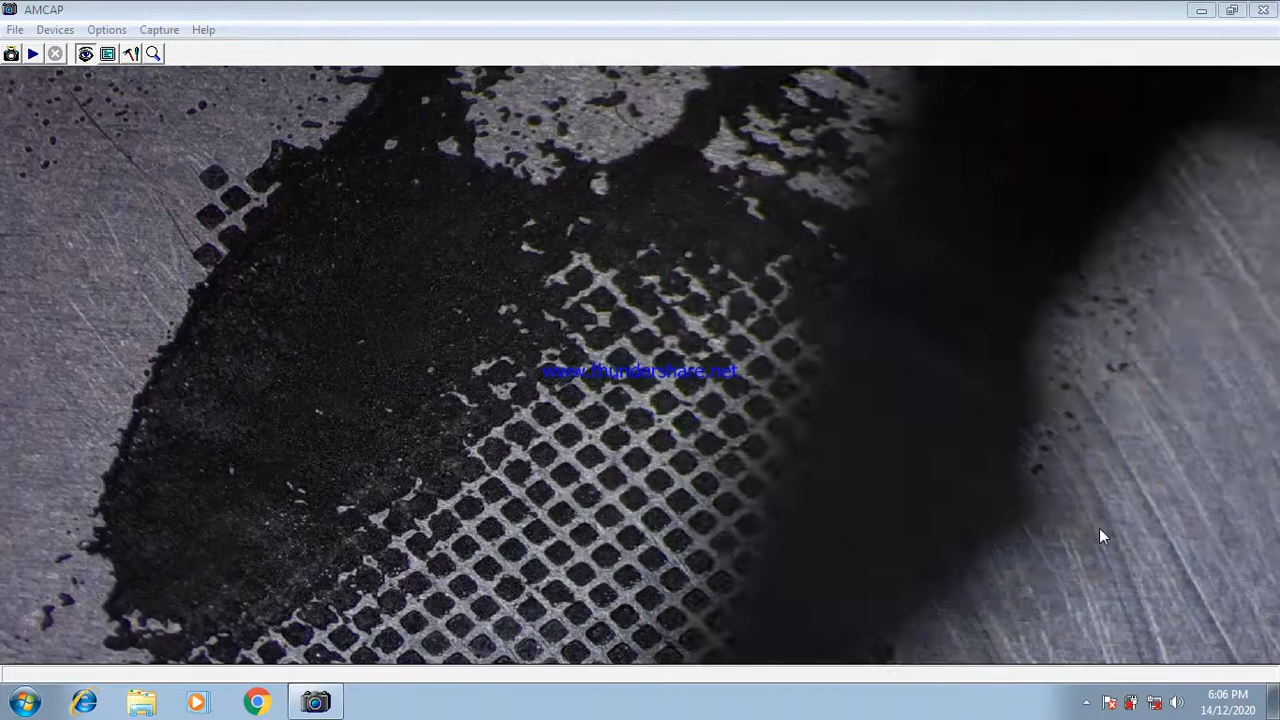 AMCAP
File Devices Options Capture Help
www.thundershare.net
6:06 PM
14/12/2020